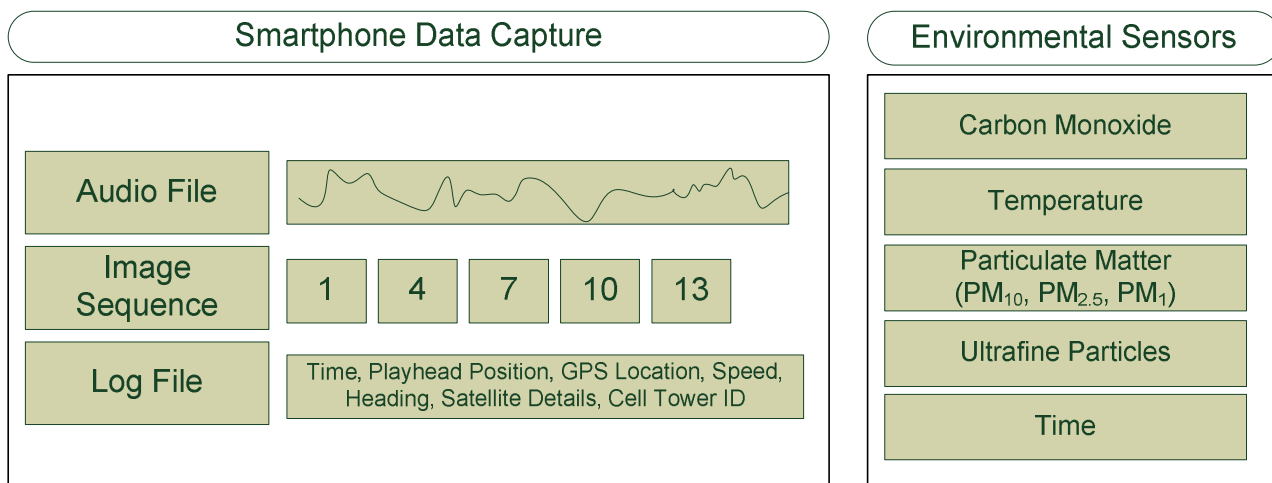 Smartphone Data Capture
Audio File
Image
Sequence
1 4 7 10 13
Log File
Time, Playhead Position, GPS Location, Speed,
Heading, Satellite Details, Cell Tower ID
Environmental Sensors
Carbon Monoxide
Temperature
Particulate Matter
(PM₁₀, PM₂.₅, PM₁)
Ultrafine Particles
Time